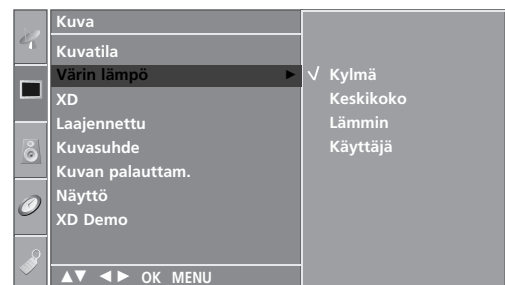 Kuva
Kuvatila
Värin lämpö ► √ Kylmä
XD Keskikoko
Laajennettu Lämmin
Kuvasuhde Käyttäjä
Kuvan palauttam.
Näyttö
XD Demo
▲▼ ◄► OK MENU